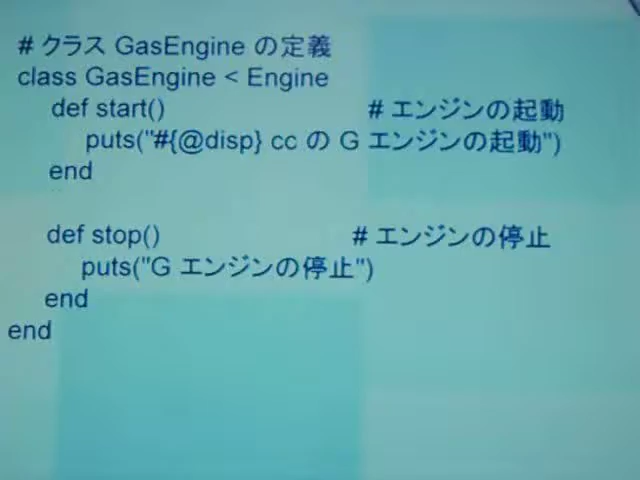 # クラス GasEngine の定義
class GasEngine < Engine
def start() # エンジンの起動
puts("#{@disp} cc の G エンジンの起動")
end
def stop() # エンジンの停止
puts("G エンジンの停止")
end
end